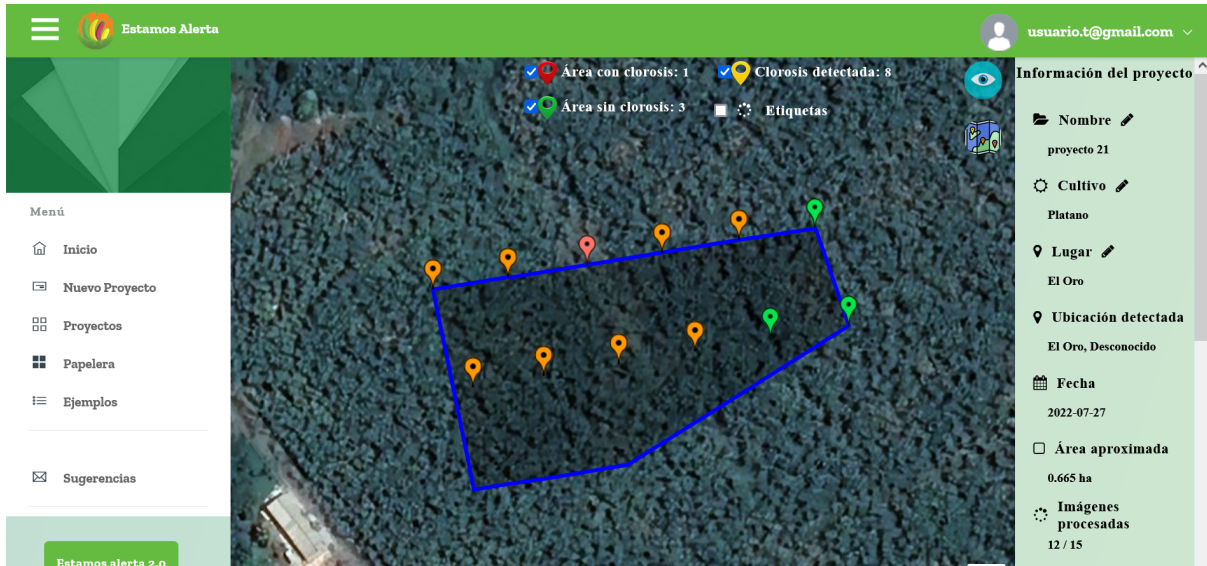 Estamos Alerta
usuario.t@gmail.com
Área con clorosis: 1
Clorosis detectada: 8
Área sin clorosis: 3
Etiquetas
Menú
Inicio
Nuevo Proyecto
Proyectos
Papelera
Ejemplos
Sugerencias
Estamos alerta 2.0
Información del proyecto
Nombre
proyecto 21
Cultivo
Platano
Lugar
El Oro
Ubicación detectada
El Oro, Desconocido
Fecha
2022-07-27
Área aproximada
0.665 ha
Imágenes
procesadas
12 / 15